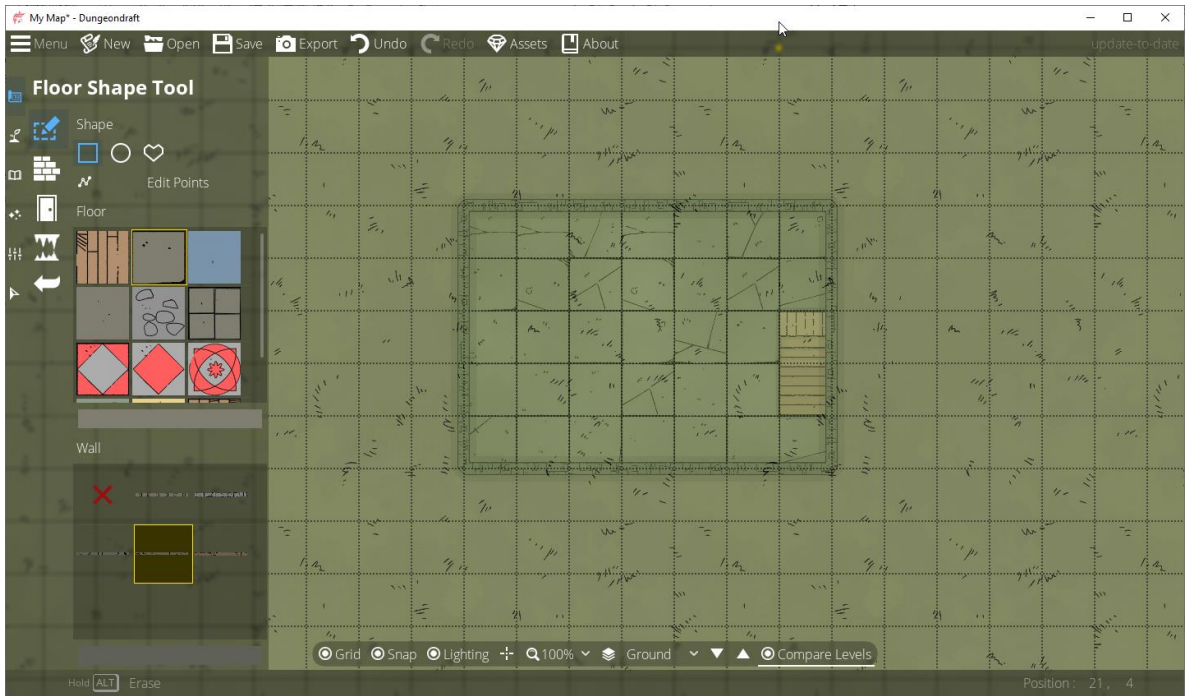 My Map* - Dungeondraft
Menu New Open Save Export Undo Redo Assets About update-to-date
Floor Shape Tool
Shape
Edit Points
Floor
Wall
Grid Snap Lighting 100% Ground Compare Levels
Hold ALT Erase Position : 21, 4